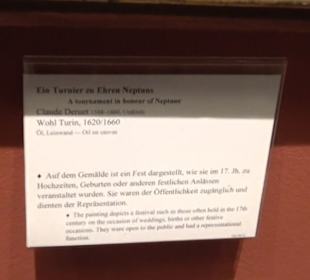 Ein Turnier zu Ehren Neptuns
A tournament in honour of Neptune
Claude Deruet
Wohl Turin, 1620/1660
Öl, Leinwand — Oil on canvas
• Auf dem Gemälde ist ein Fest dargestellt, wie sie im 17. Jh. zu
Hochzeiten, Geburten oder anderen festlichen Anlässen
veranstaltet wurden. Sie waren der Öffentlichkeit zugänglich und
dienten der Repräsentation.
• The painting depicts a festival such as those often held in the 17th
century on the occasion of weddings, births or other festive
occasions. They were open to the public and had a representational
function.